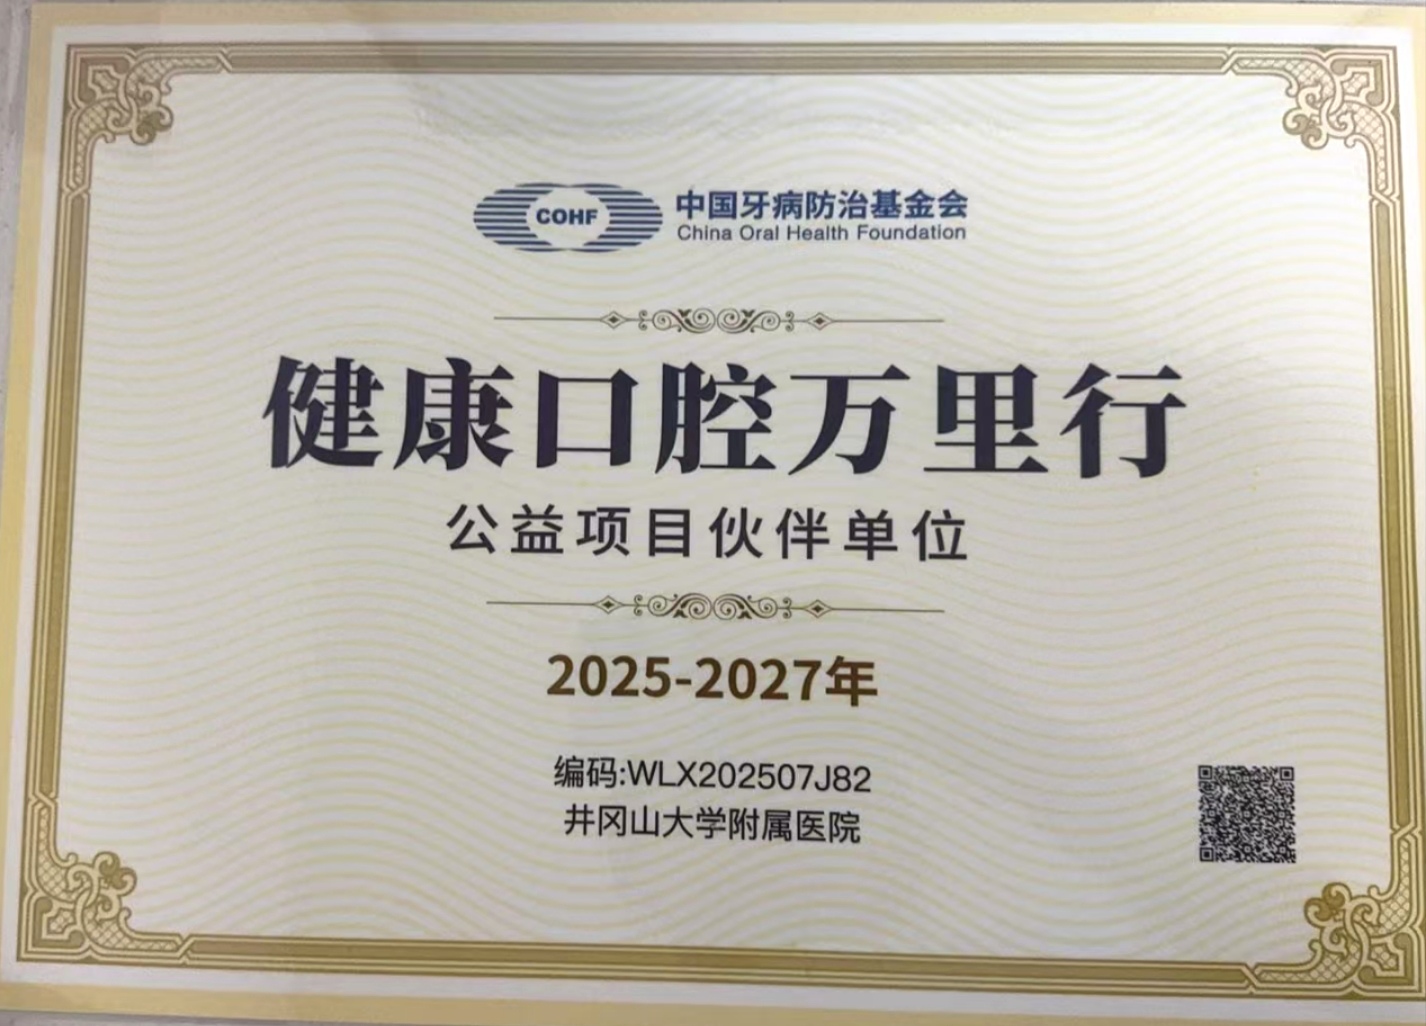 COHF
中国牙病防治基金会
China Oral Health Foundation
健康口腔万里行
公益项目伙伴单位
2025-2027年
编码:WLX202507J82
井冈山大学附属医院